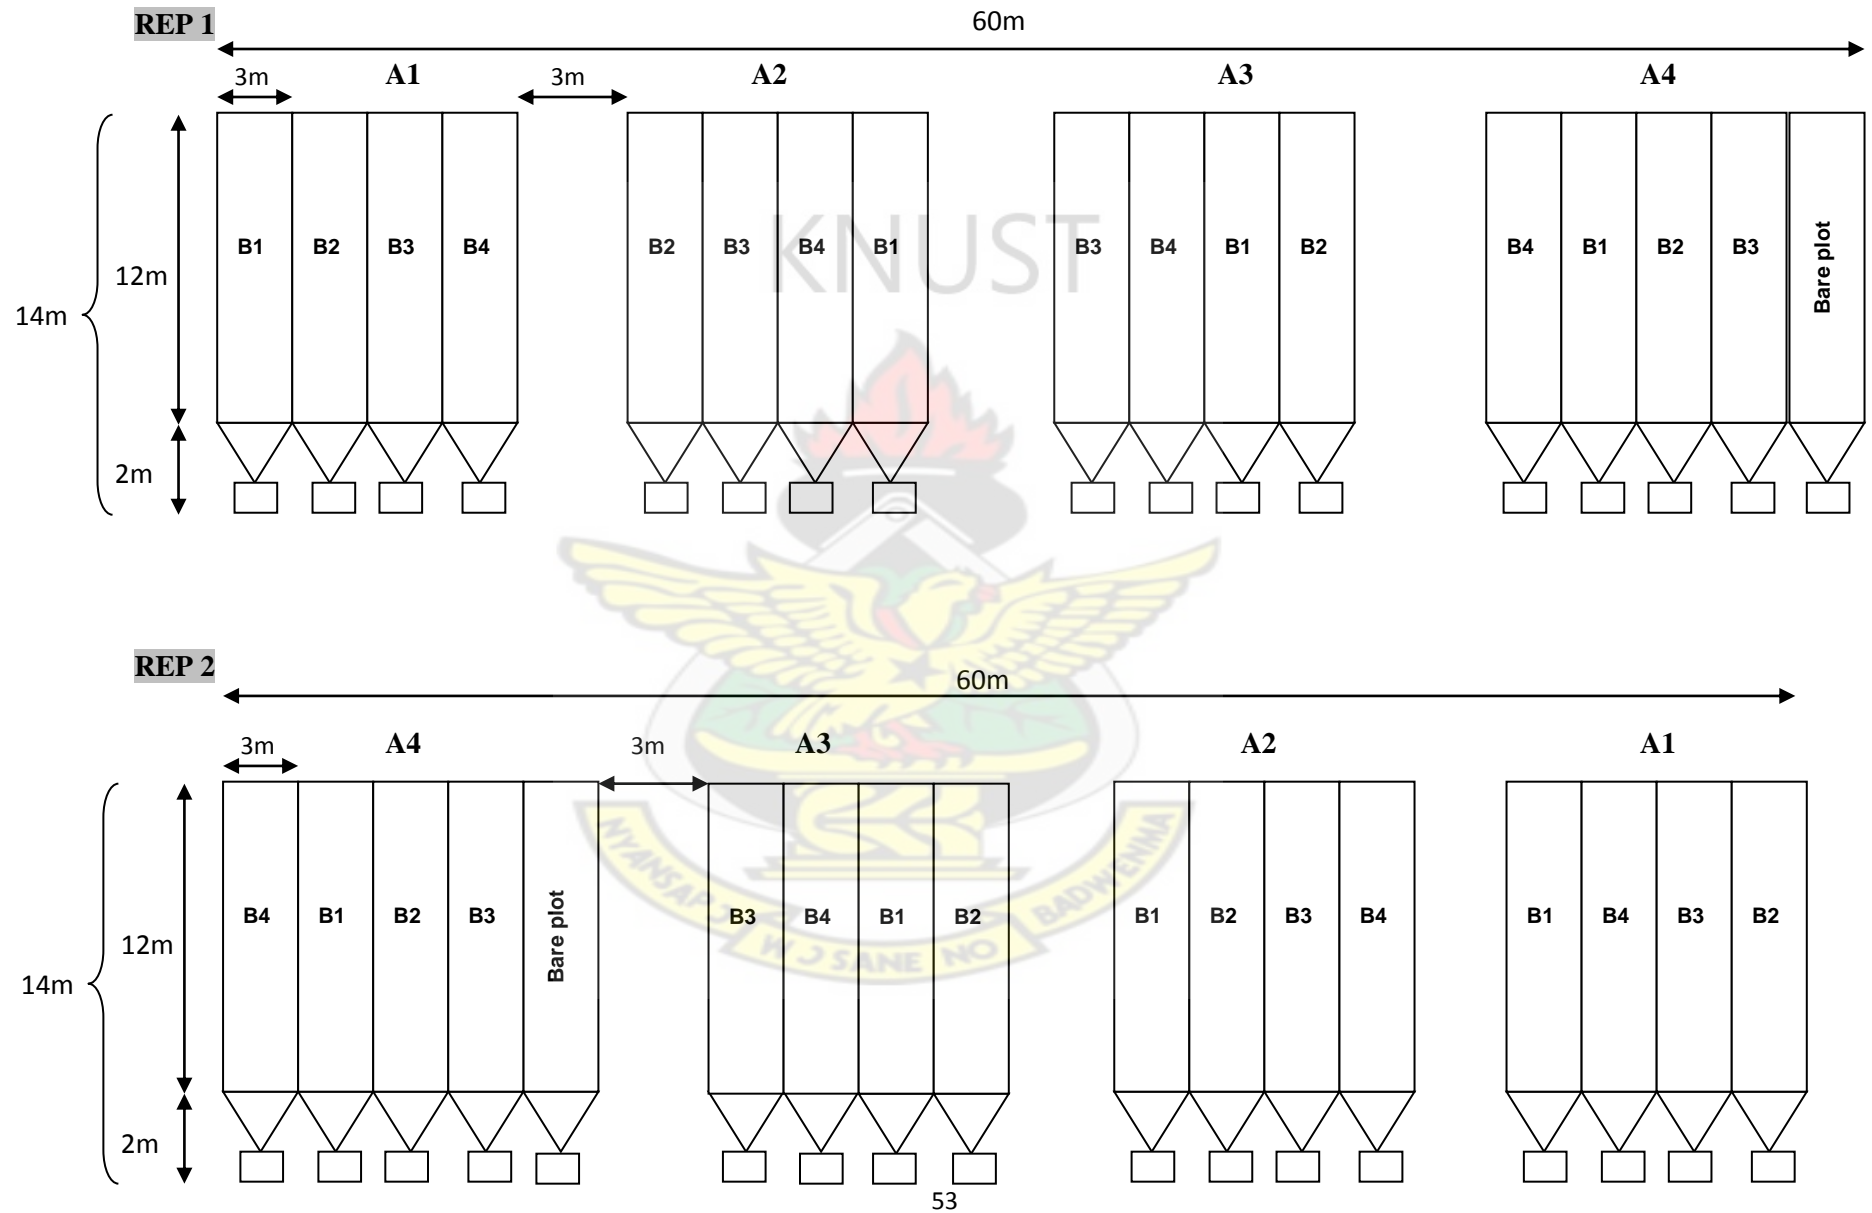 REP 1
60m
3m A1 3m A2 A3 A4
B1 B2 B3 B4 B2 B3 B4 B1 B3 B4 B1 B2 B4 B1 B2 B3 Bare plot
12m
14m
2m
KNUST
REP 2
60m
3m A4 3m A3 A2 A1
B4 B1 B2 B3 Bare plot B3 B4 B1 B2 B1 B2 B3 B4 B1 B4 B3 B2
12m
14m
2m
NYANSAPƆ WƆSANE NO BADWENMA
53